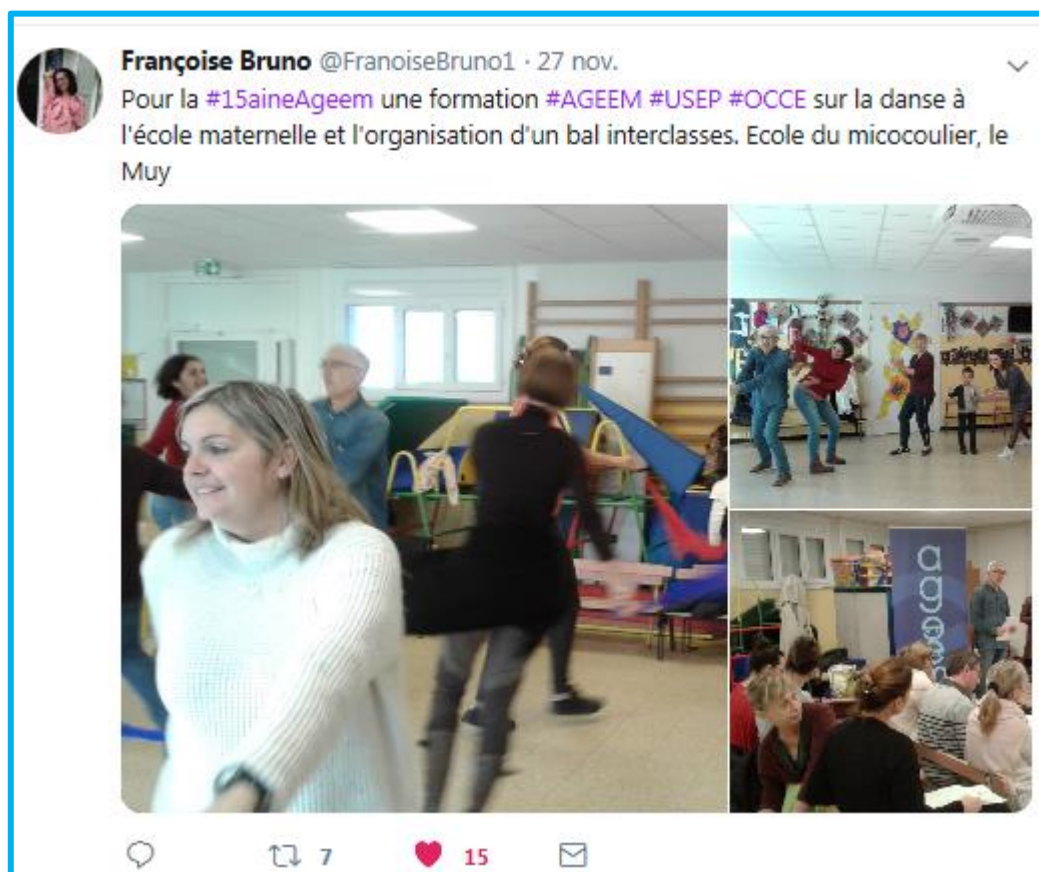 Françoise Bruno @FranoiseBruno1 · 27 nov.
Pour la #15aineAgeem une formation #AGEEM #USEP #OCCE sur la danse à
l'école maternelle et l'organisation d'un bal interclasses. Ecole du micocoulier, le
Muy
7 15